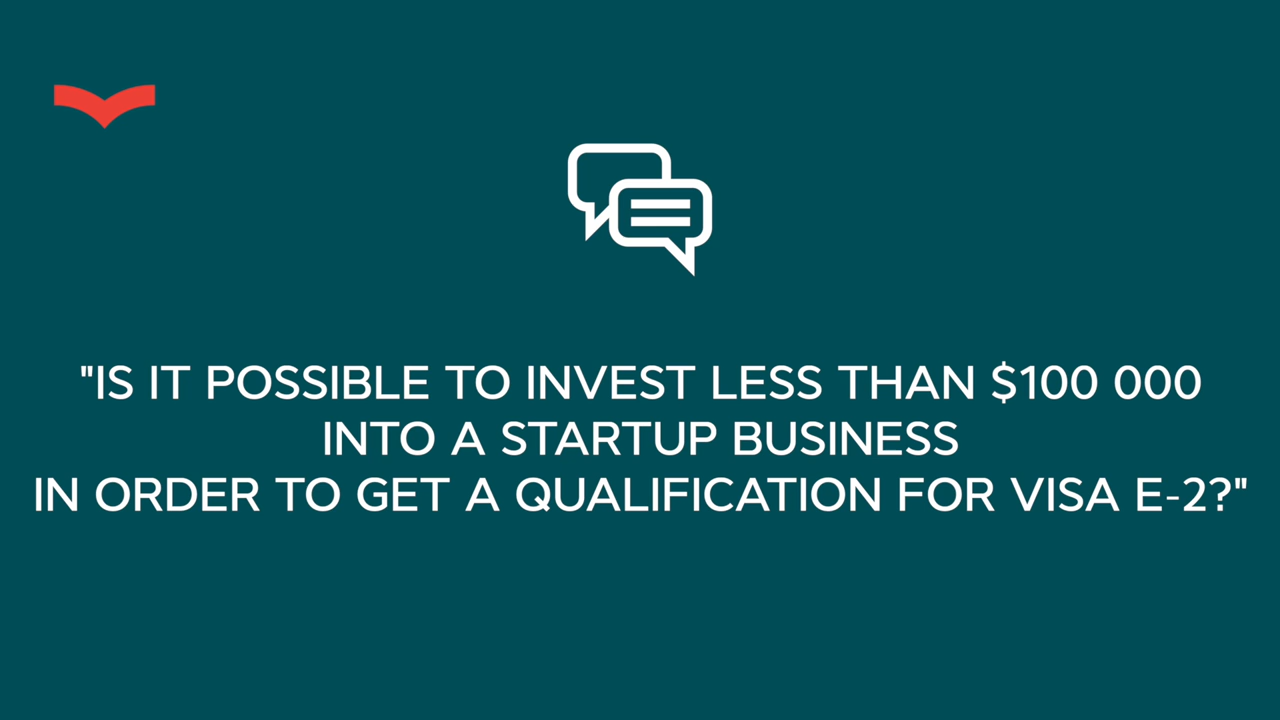 "IS IT POSSIBLE TO INVEST LESS THAN $100 000
INTO A STARTUP BUSINESS
IN ORDER TO GET A QUALIFICATION FOR VISA E-2?"